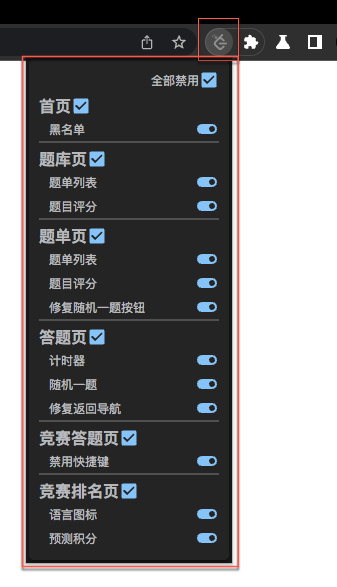 全部禁用
首页
黑名单
题库页
题单列表
题目评分
题单页
题单列表
题目评分
修复随机一题按钮
答题页
计时器
随机一题
修复返回导航
竞赛答题页
禁用快捷键
竞赛排名页
语言图标
预测积分